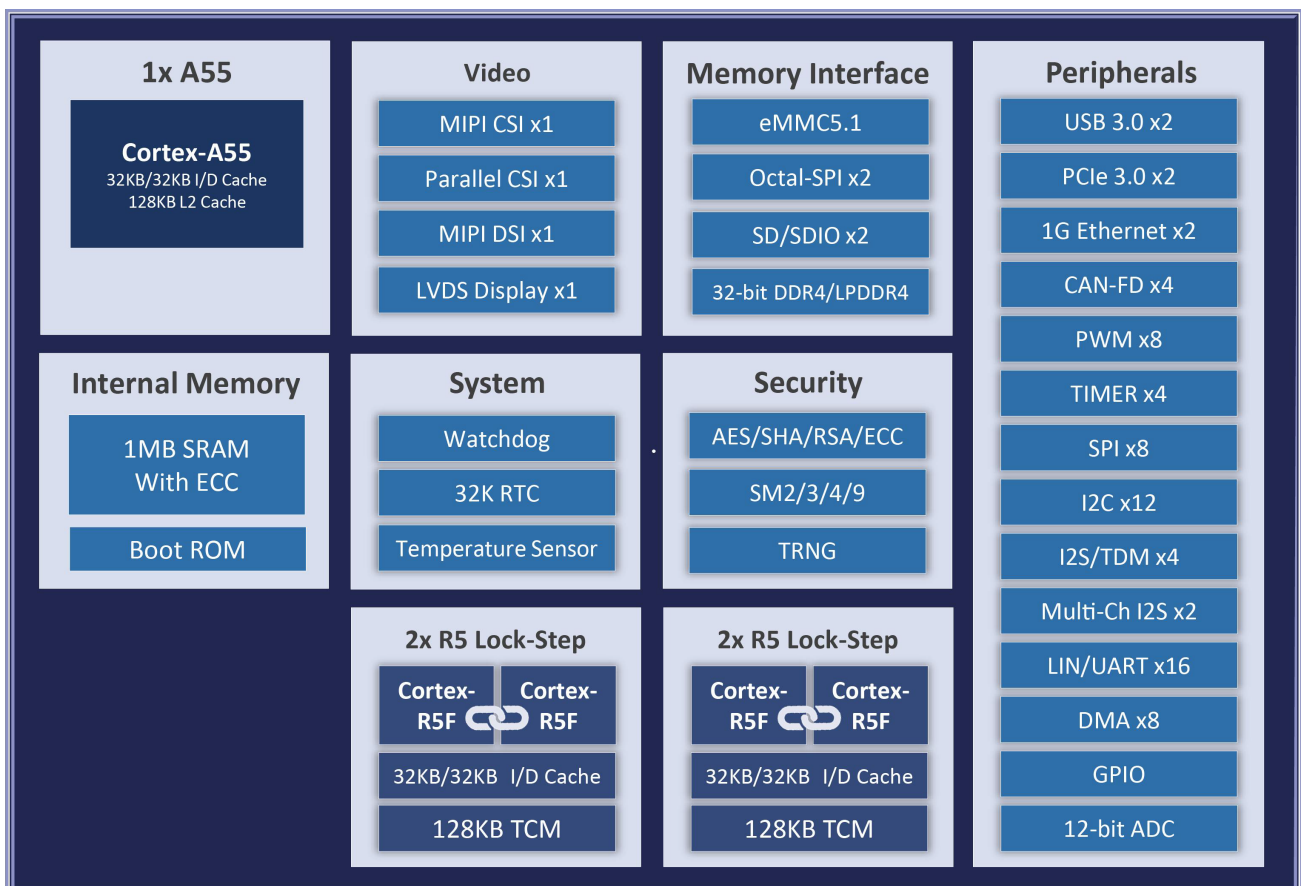 1x A55
Cortex-A55
32KB/32KB I/D Cache
128KB L2 Cache
Video
MIPI CSI x1
Parallel CSI x1
MIPI DSI x1
LVDS Display x1
Memory Interface
eMMC5.1
Octal-SPI x2
SD/SDIO x2
32-bit DDR4/LPDDR4
Peripherals
USB 3.0 x2
PCIe 3.0 x2
1G Ethernet x2
CAN-FD x4
PWM x8
TIMER x4
SPI x8
I2C x12
I2S/TDM x4
Multi-Ch I2S x2
LIN/UART x16
DMA x8
GPIO
12-bit ADC
Internal Memory
1MB SRAM
With ECC
Boot ROM
System
Watchdog
32K RTC
Temperature Sensor
Security
AES/SHA/RSA/ECC
SM2/3/4/9
TRNG
2x R5 Lock-Step
Cortex-
R5F
Cortex-
R5F
32KB/32KB I/D Cache
128KB TCM
2x R5 Lock-Step
Cortex-
R5F
Cortex-
R5F
32KB/32KB I/D Cache
128KB TCM